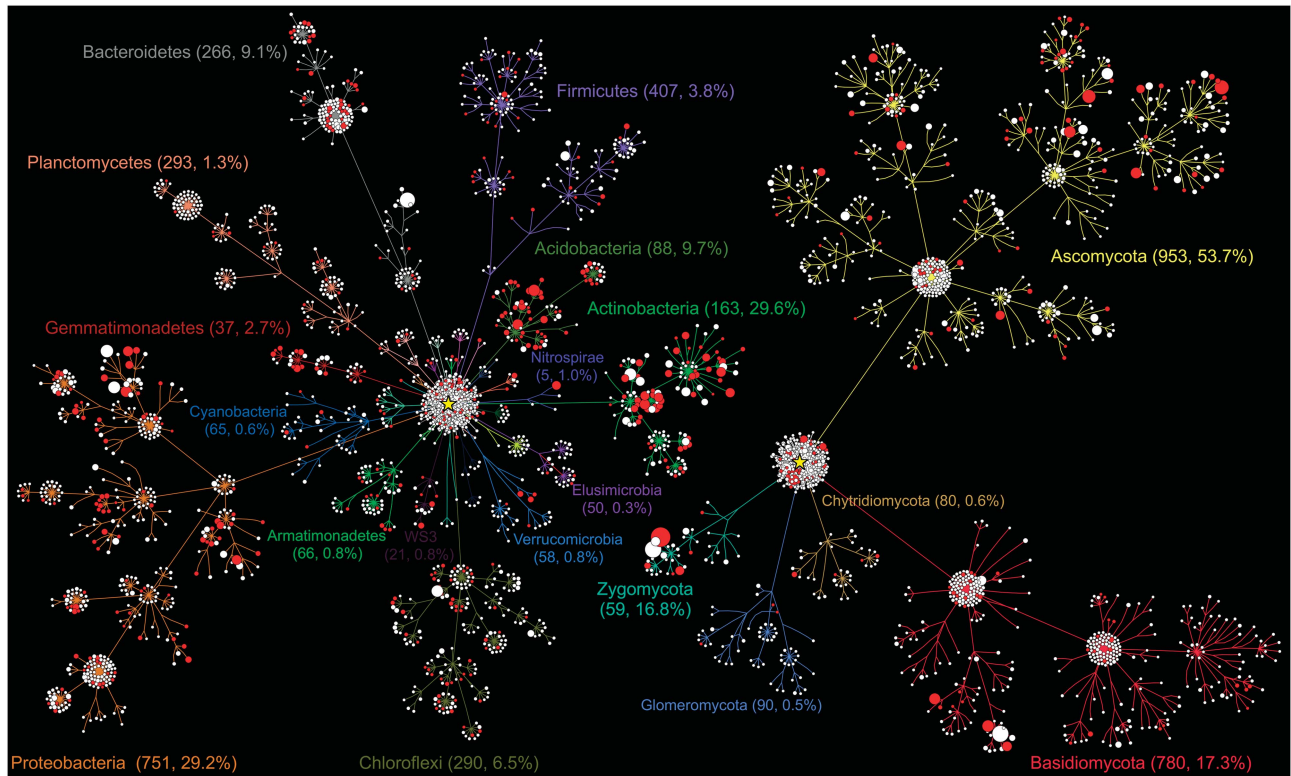 Bacteroidetes (266, 9.1%)
Firmicutes (407, 3.8%)
Planctomycetes (293, 1.3%)
Acidobacteria (88, 9.7%)
Ascomycota (953, 53.7%)
Actinobacteria (163, 29.6%)
Gemmatimonadetes (37, 2.7%)
Nitrospirae
(5, 1.0%)
Cyanobacteria
(65, 0.6%)
Elusimicrobia
(50, 0.3%)
Chytridiomycota (80, 0.6%)
Armatimonadetes
(66, 0.8%)
WS3
(21, 0.8%)
Verrucomicrobia
(58, 0.8%)
Zygomycota
(59, 16.8%)
Glomeromycota (90, 0.5%)
Proteobacteria (751, 29.2%)
Chloroflexi (290, 6.5%)
Basidiomycota (780, 17.3%)